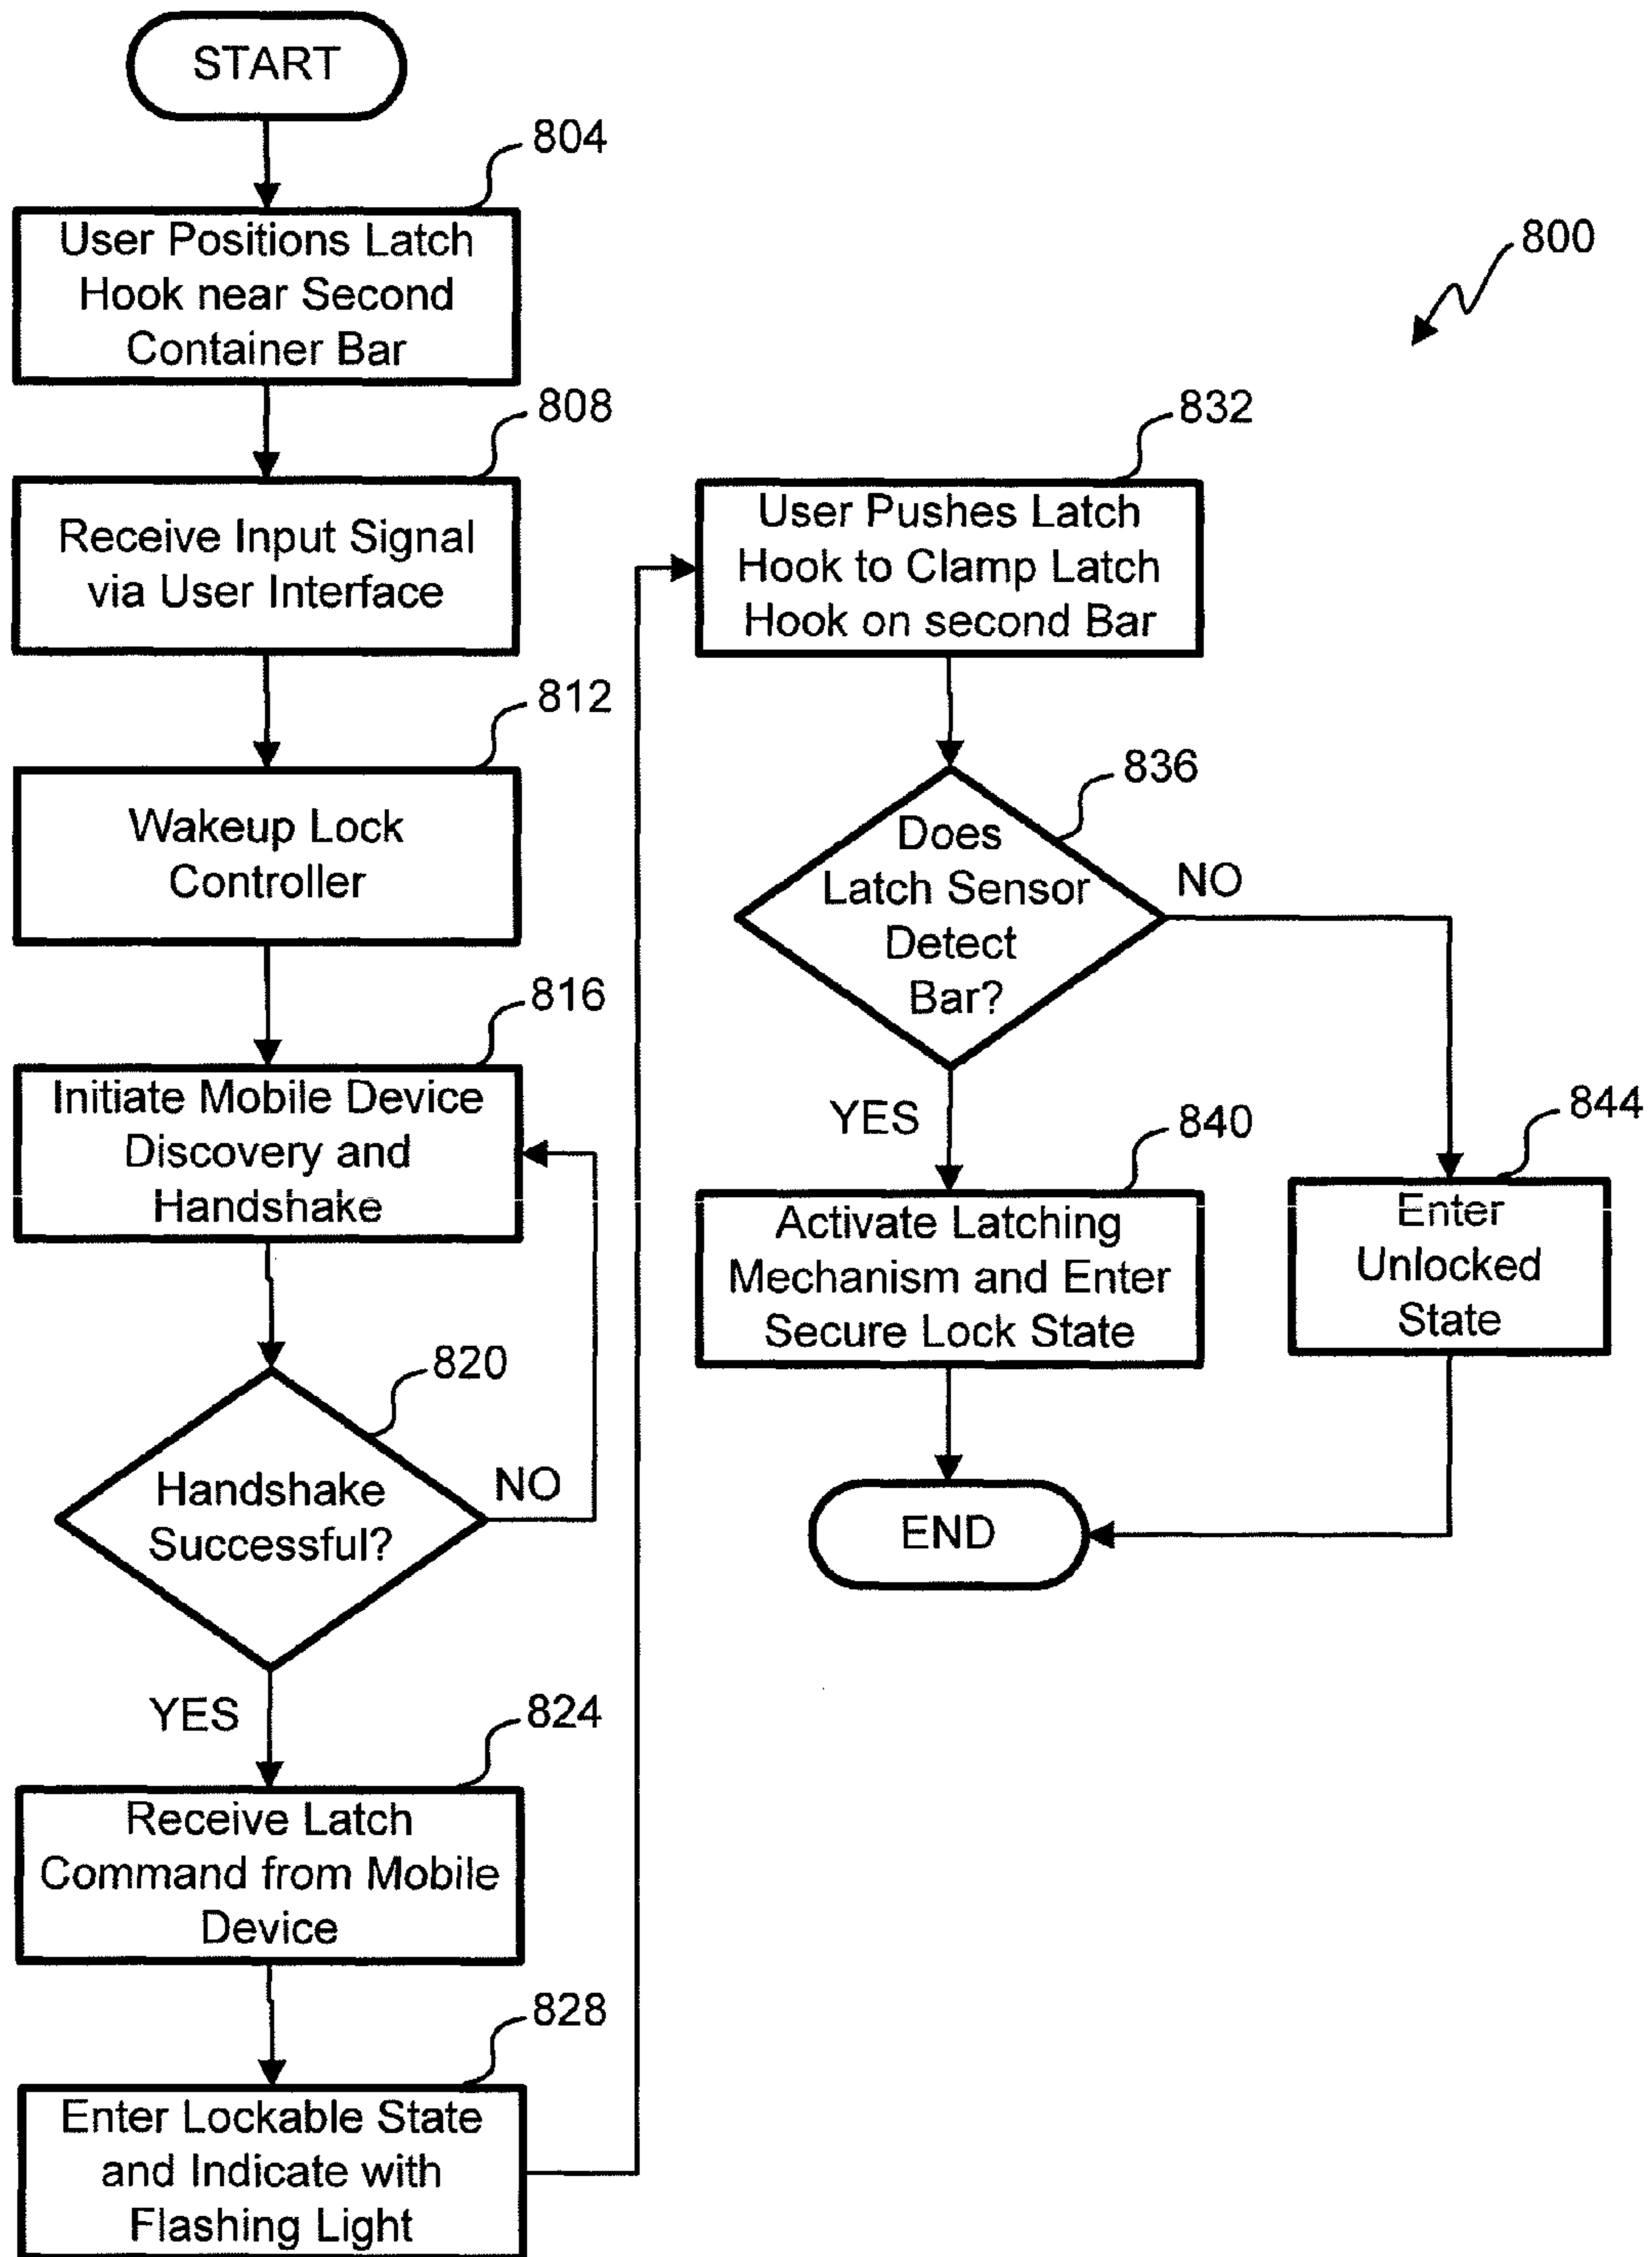 START
804
User Positions Latch
Hook near Second
Container Bar
808
Receive Input Signal
via User Interface
812
Wakeup Lock
Controller
816
Initiate Mobile Device
Discovery and
Handshake
820
Handshake
Successful?
NO
YES
824
Receive Latch
Command from Mobile
Device
828
Enter Lockable State
and Indicate with
Flashing Light
800
832
User Pushes Latch
Hook to Clamp Latch
Hook on second Bar
836
Does
Latch Sensor
Detect
Bar?
NO
YES
840
Activate Latching
Mechanism and Enter
Secure Lock State
844
Enter
Unlocked
State
END